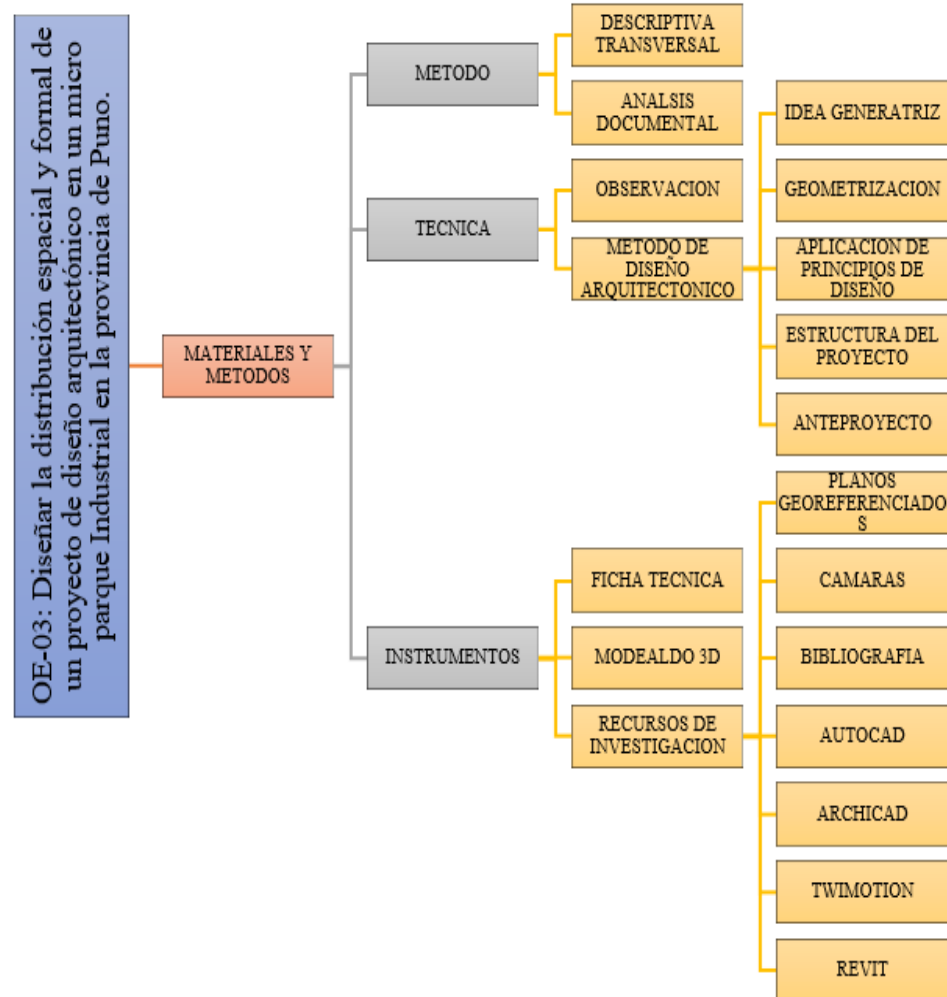 OE-03: Diseñar la distribución espacial y formal de
un proyecto de diseño arquitectónico en un micro
parque Industrial en la provincia de Puno.
MATERIALES Y
METODOS
METODO
DESCRIPTIVA
TRANSVERSAL
ANALSIS
DOCUMENTAL
TECNICA
OBSERVACION
METODO DE
DISEÑO
ARQUITECTONICO
IDEA GENERATRIZ
GEOMETRIZACION
APLICACION DE
PRINCIPIOS DE
DISEÑO
ESTRUCTURA DEL
PROYECTO
ANTEPROYECTO
INSTRUMENTOS
FICHA TECNICA
MODEALDO 3D
RECURSOS DE
INVESTIGACION
PLANOS
GEOREFERENCIADO
S
CAMARAS
BIBLIOGRAFIA
AUTOCAD
ARCHICAD
TWIMOTION
REVIT